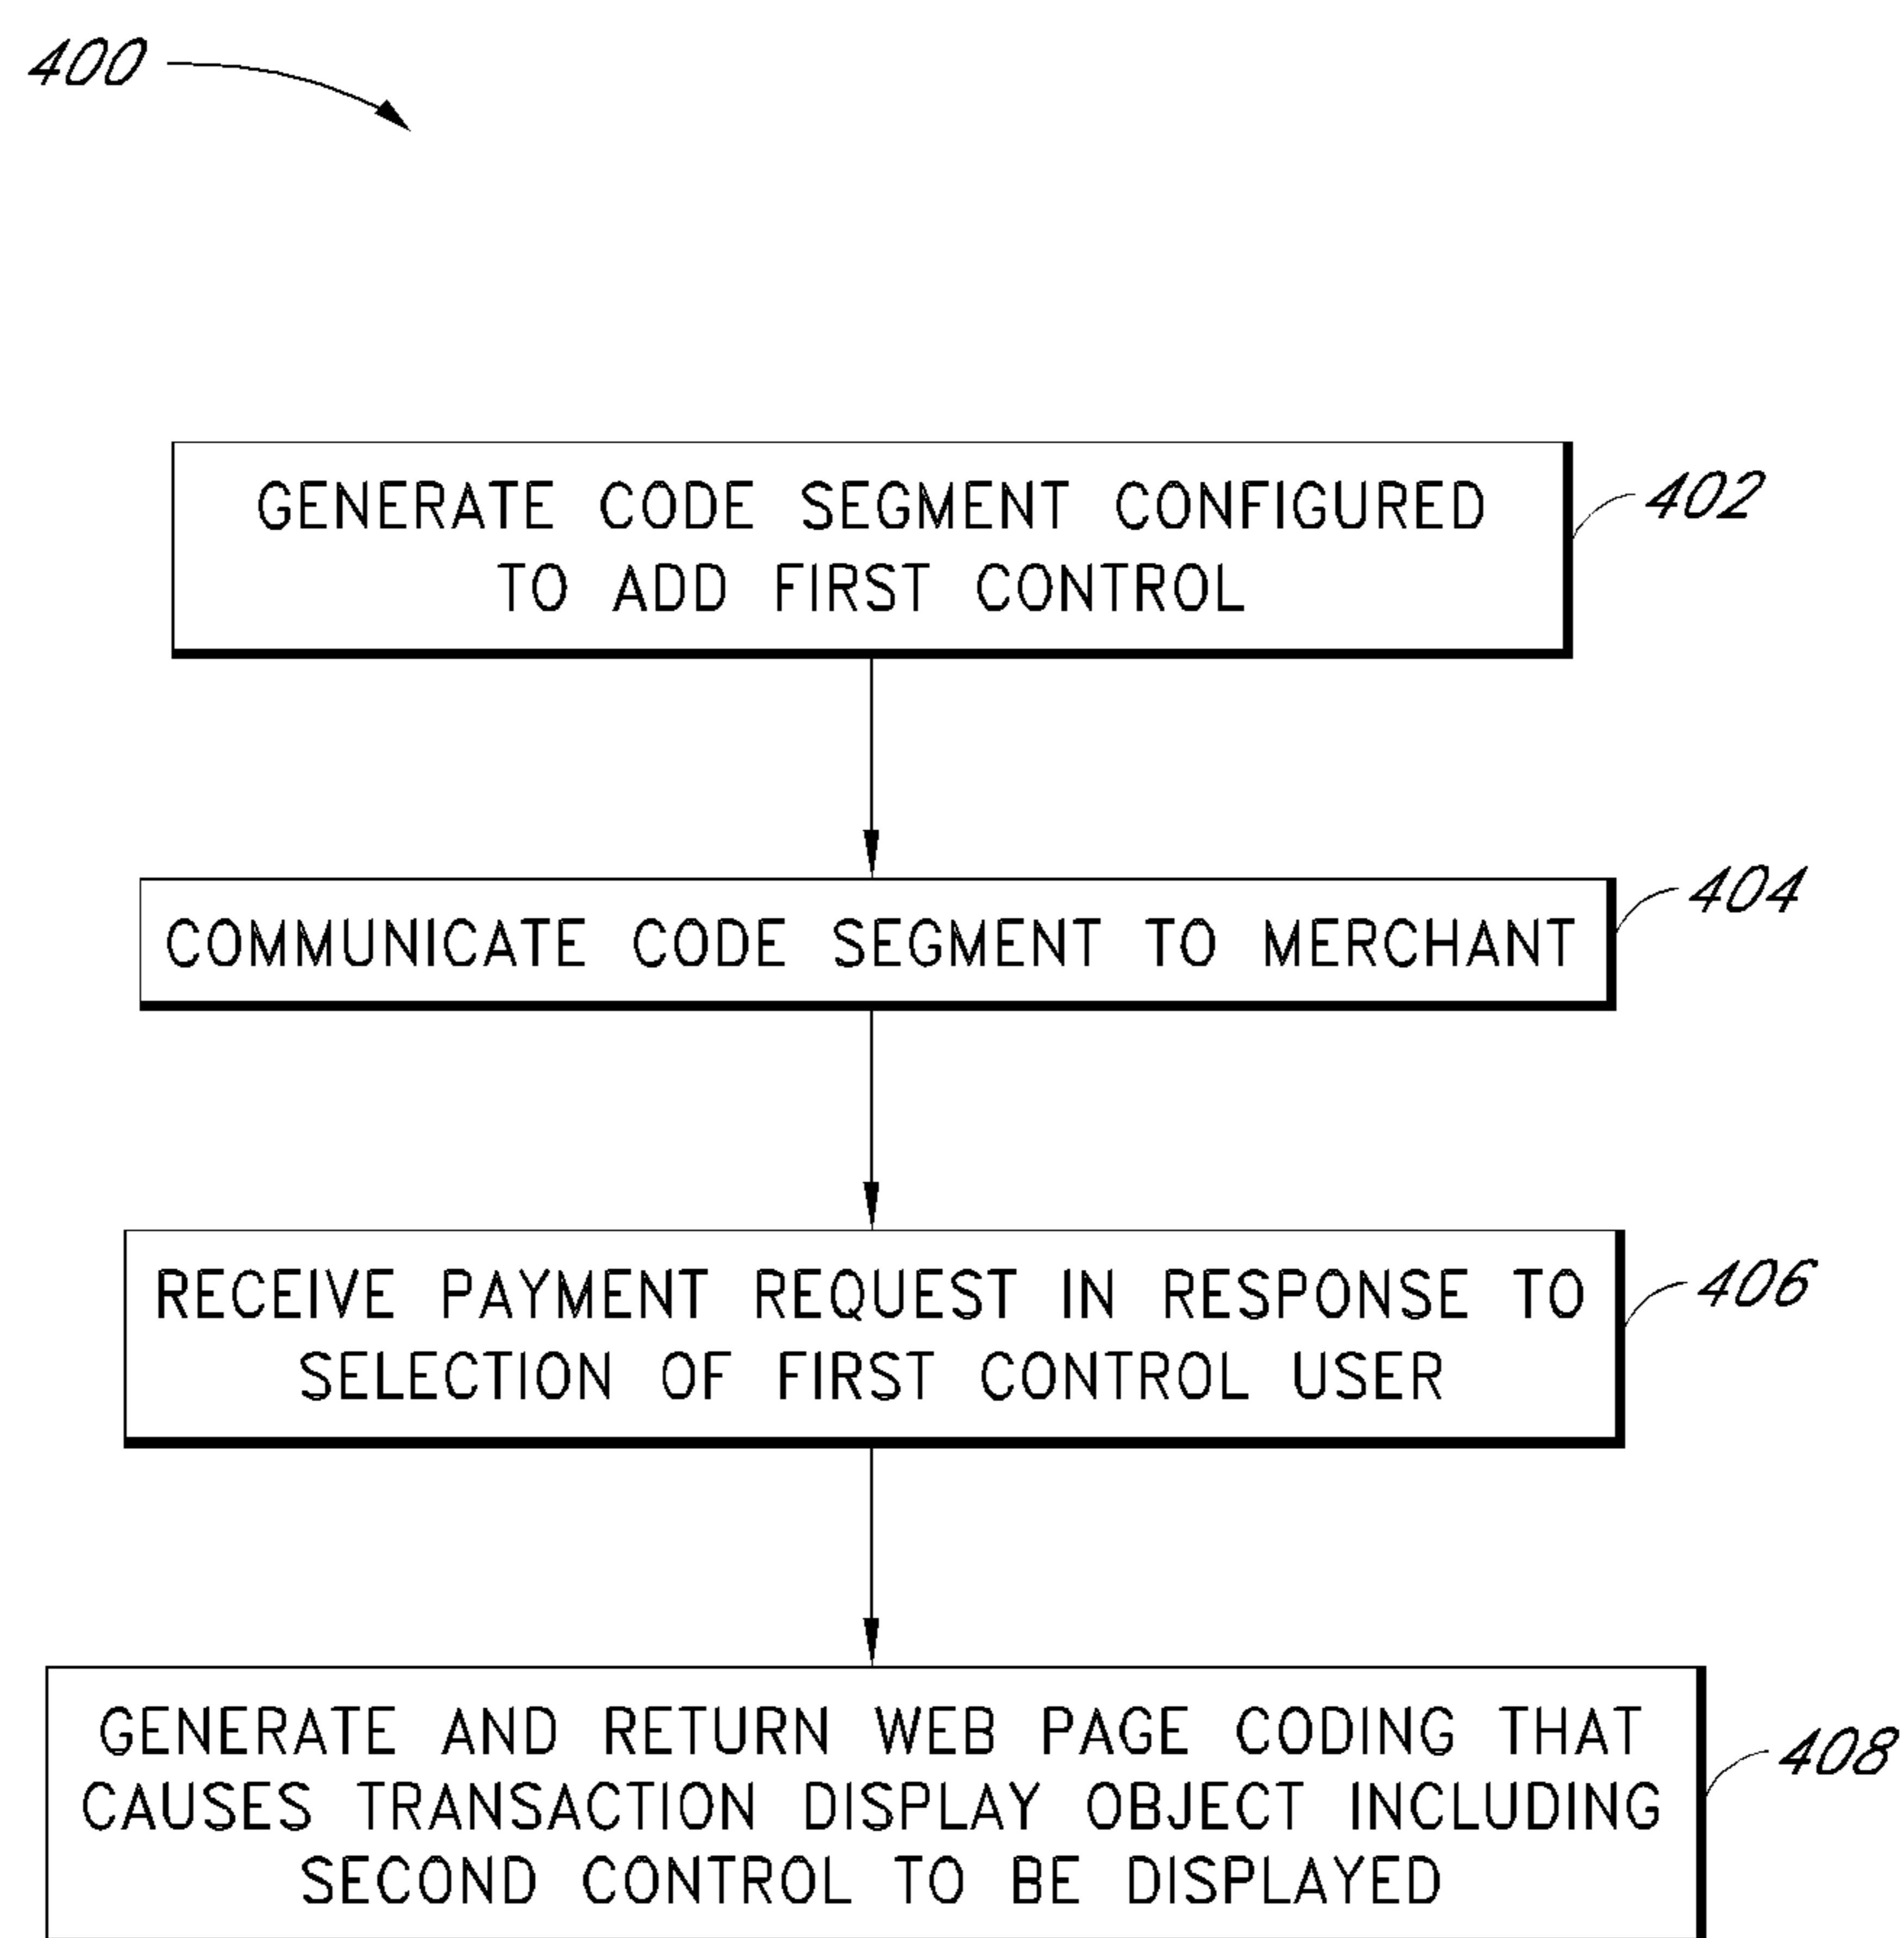 400
GENERATE CODE SEGMENT CONFIGURED
TO ADD FIRST CONTROL
402
COMMUNICATE CODE SEGMENT TO MERCHANT
404
RECEIVE PAYMENT REQUEST IN RESPONSE TO
SELECTION OF FIRST CONTROL USER
406
GENERATE AND RETURN WEB PAGE CODING THAT
CAUSES TRANSACTION DISPLAY OBJECT INCLUDING
SECOND CONTROL TO BE DISPLAYED
408